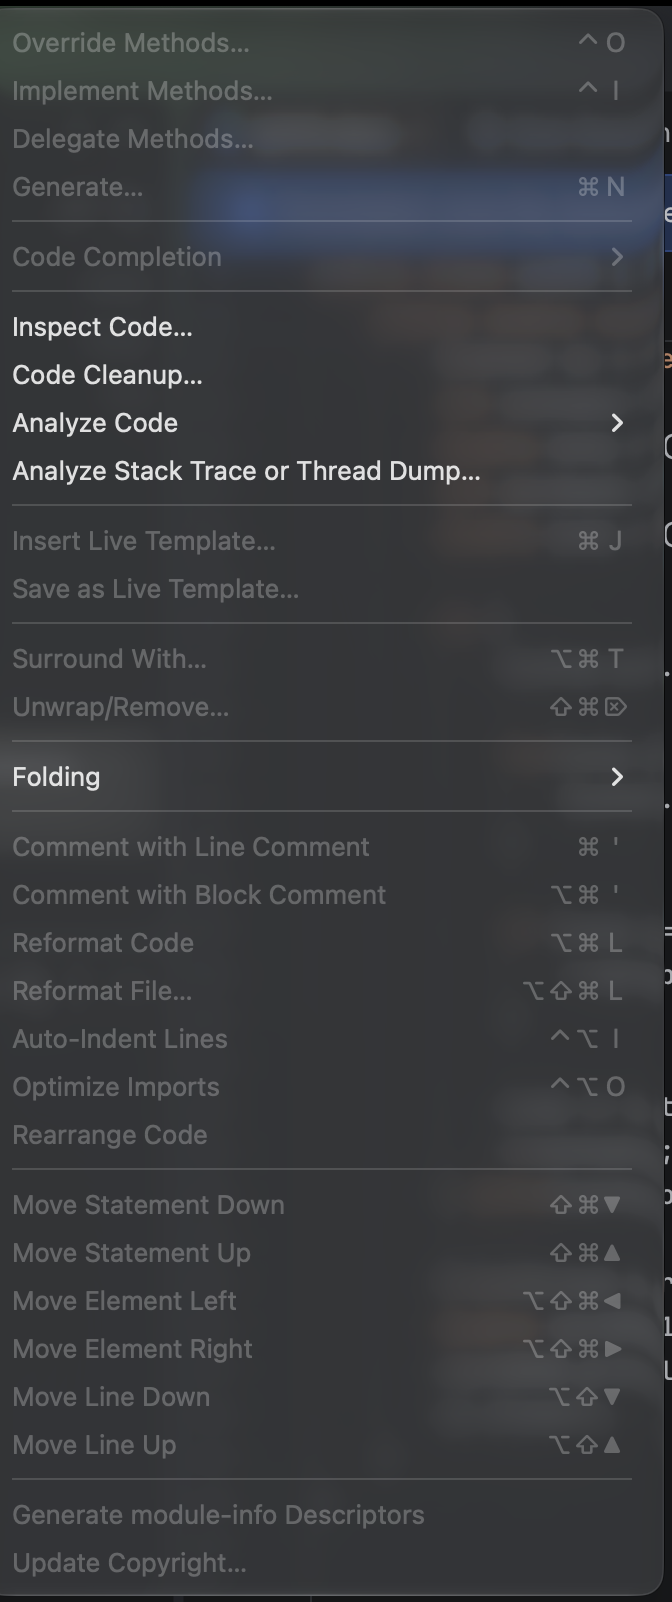 Override Methods... ⌃ O
Implement Methods... ⌃ I
Delegate Methods...
Generate... ⌘ N
Code Completion >
Inspect Code...
Code Cleanup...
Analyze Code >
Analyze Stack Trace or Thread Dump...
Insert Live Template... ⌘ J
Save as Live Template...
Surround With... ⌥⌘ T
Unwrap/Remove... ⇧⌘⌦
Folding >
Comment with Line Comment ⌘ '
Comment with Block Comment ⌥⌘ '
Reformat Code ⌥⌘ L
Reformat File... ⌥⇧⌘ L
Auto-Indent Lines ⌃⌥ I
Optimize Imports ⌃⌥ O
Rearrange Code
Move Statement Down ⇧⌘▼
Move Statement Up ⇧⌘▲
Move Element Left ⌥⇧⌘◀
Move Element Right ⌥⇧⌘▶
Move Line Down ⌥⇧▼
Move Line Up ⌥⇧▲
Generate module-info Descriptors
Update Copyright...